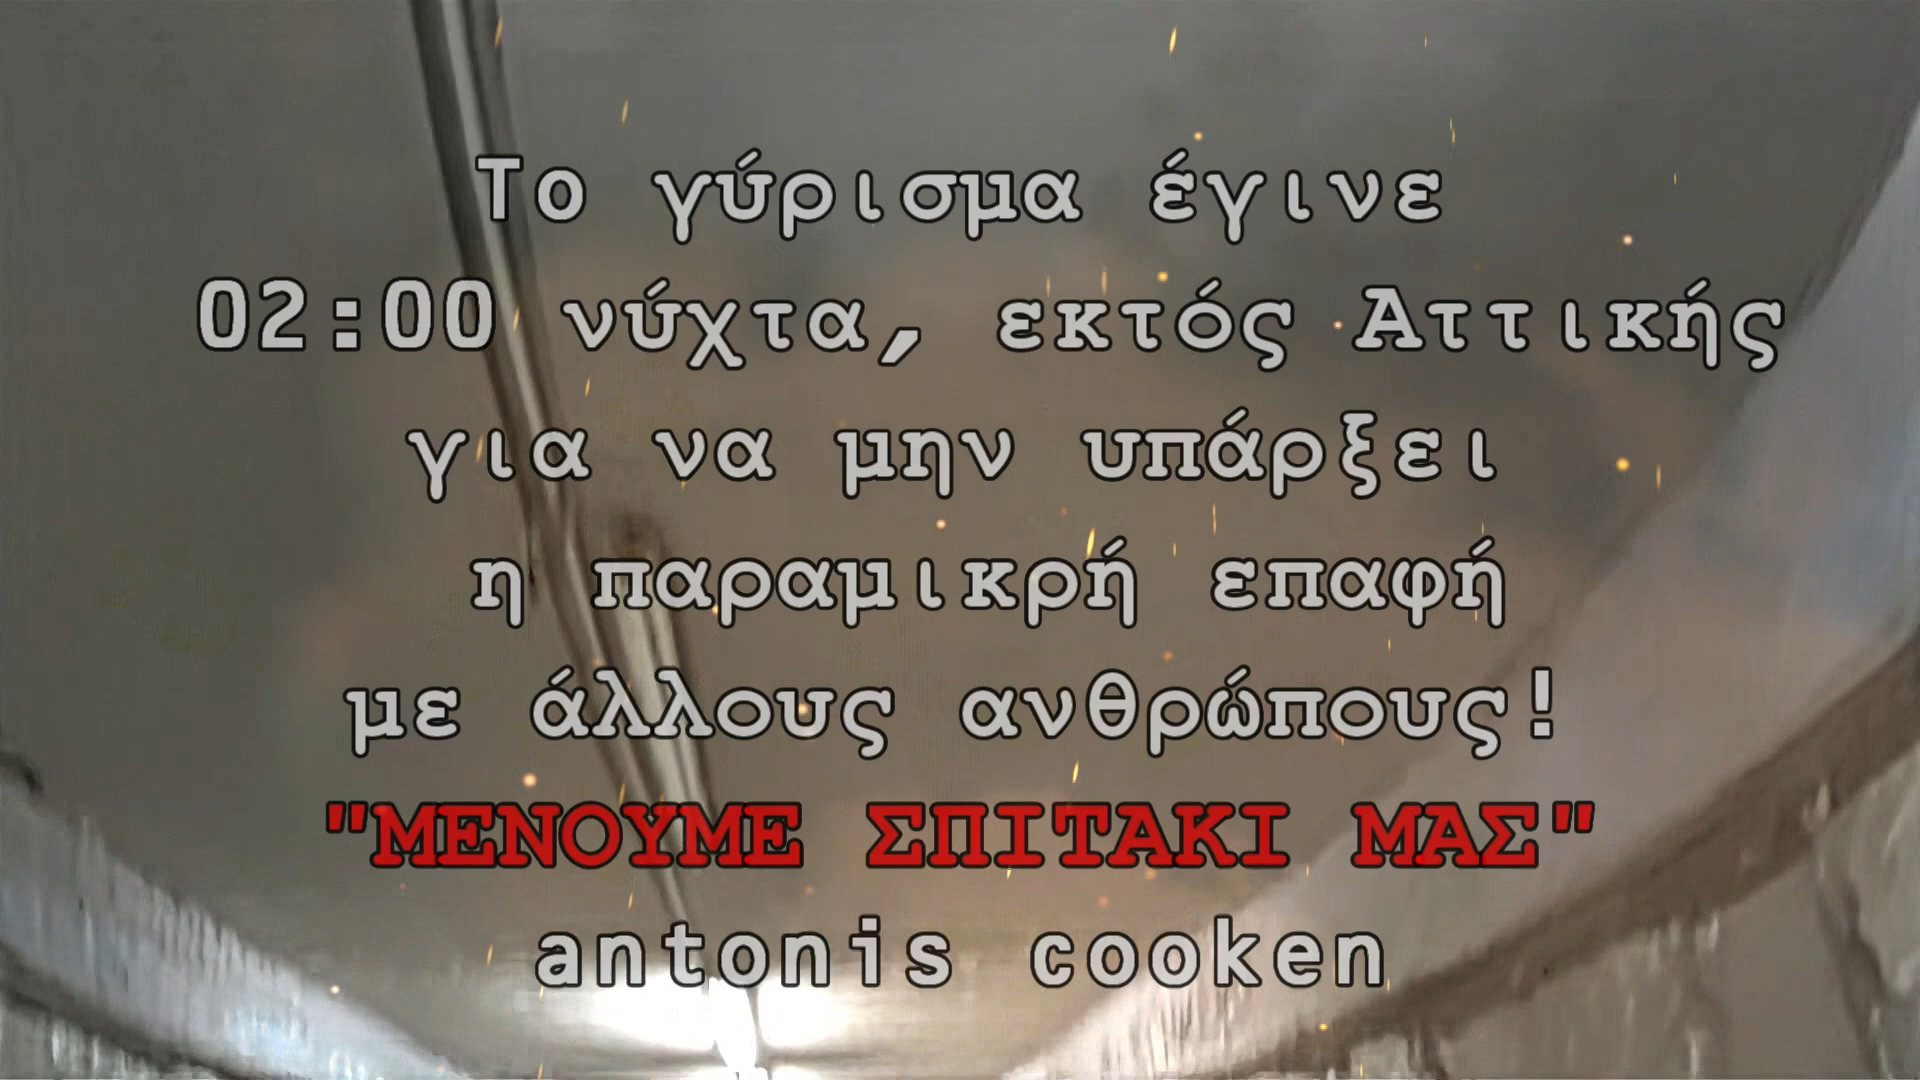 Το γύρισμα έγινε
02:00 νύχτα, εκτός Αττικής
για να μην υπάρξει
η παραμικρή επαφή
με άλλους ανθρώπους!
"ΜΕΝΟΥΜΕ ΣΠΙΤΑΚΙ ΜΑΣ"
antonis cooken